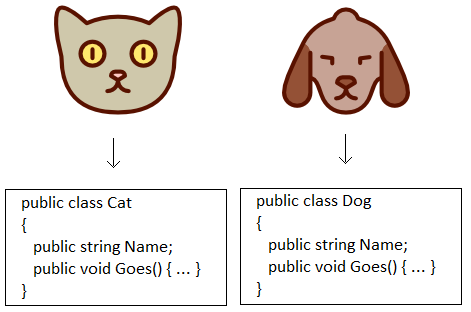 public class Cat
{
public string Name;
public void Goes() { ... }
}
public class Dog
{
public string Name;
public void Goes() { ... }
}